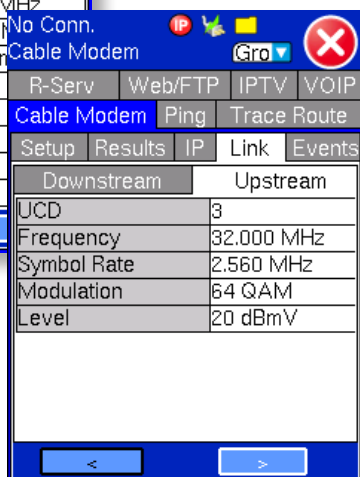 MHz
No Conn.
IP
Cable Modem
Gro
R-Serv Web/FTP IPTV VOIP
Cable Modem Ping Trace Route
Setup Results IP Link Events
Downstream Upstream
UCD 3
Frequency 32.000 MHz
Symbol Rate 2.560 MHz
Modulation 64 QAM
Level 20 dBmV
< >